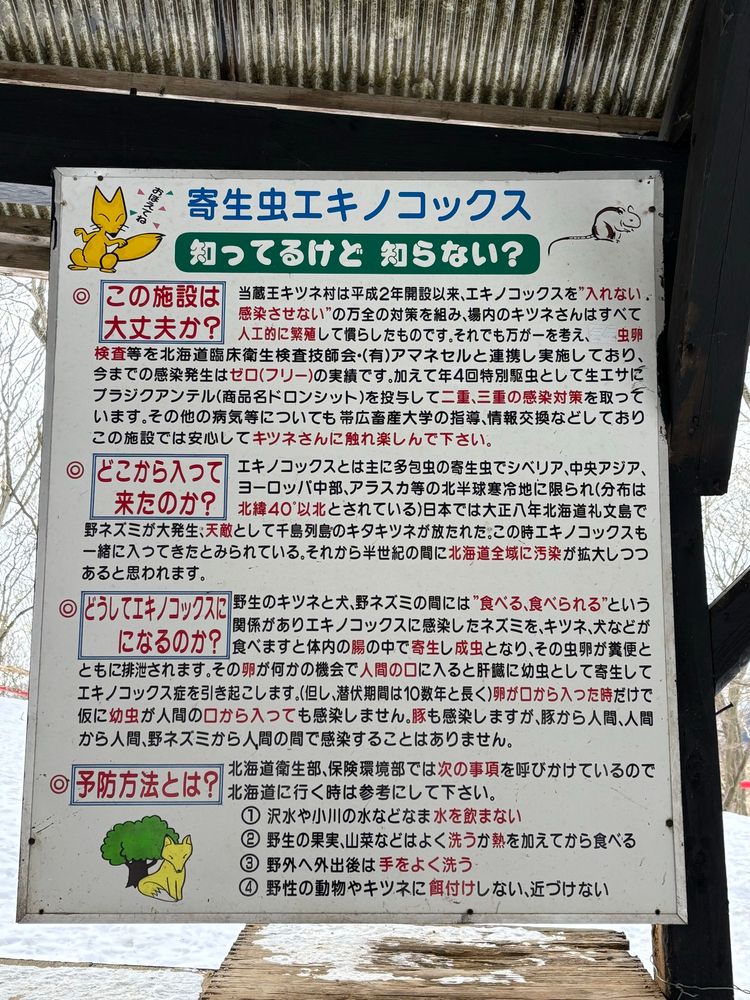 おぼえてね
寄生虫エキノコックス
知ってるけど 知らない?
◎ この施設は
大丈夫か?
当蔵王キツネ村は平成2年開設以来、エキノコックスを"入れない
感染させない"の万全の対策を組み、場内のキツネさんはすべて
人工的に繁殖して慣らしたものです。それでも万が一を考え、 虫卵
検査等を北海道臨床衛生検査技師会・(有)アマネセルと連携し実施しており、
今までの感染発生はゼロ(フリー)の実績です。加えて年4回特別駆虫として生エサに
プラジクアンテル(商品名ドロンシット)を投与して二重、三重の感染対策を取って
います。その他の病気等についても帯広畜産大学の指導、情報交換などしており
この施設では安心してキツネさんに触れ楽しんで下さい。
◎ どこから入って
来たのか?
エキノコックスとは主に多包虫の寄生虫でシベリア、中央アジア、
ヨーロッパ中部、アラスカ等の北半球寒冷地に限られ(分布は
北緯40°以北とされている)日本では大正八年北海道礼文島で
野ネズミが大発生、天敵として千島列島のキタキツネが放たれた。この時エキノコックスも
一緒に入ってきたとみられている。それから半世紀の間に北海道全域に汚染が拡大しつつ
あると思われます。
◎ どうしてエキノコックスに
になるのか?
野生のキツネと犬、野ネズミの間には"食べる、食べられる"という
関係がありエキノコックスに感染したネズミを、キツネ、犬などが
食べますと体内の腸の中で寄生し成虫となり、その虫卵が糞便と
ともに排泄されます。その卵が何かの機会で人間の口に入ると肝臓に幼虫として寄生して
エキノコックス症を引き起こします。(但し、潜伏期間は10数年と長く)卵が口から入った時だけで
仮に幼虫が人間の口から入っても感染しません。豚も感染しますが、豚から人間、人間
から人間、野ネズミから人間の間で感染することはありません。
◎ 予防方法とは?
北海道衛生部、保険環境部では次の事項を呼びかけているので
北海道に行く時は参考にして下さい。
① 沢水や小川の水などなま水を飲まない
② 野生の果実、山菜などはよく洗うか熱を加えてから食べる
③ 野外へ外出後は手をよく洗う
④ 野性の動物やキツネに餌付けしない、近づけない